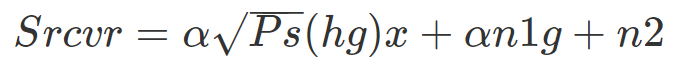 Srcvr = α√Ps(hg)x + αn1g + n2